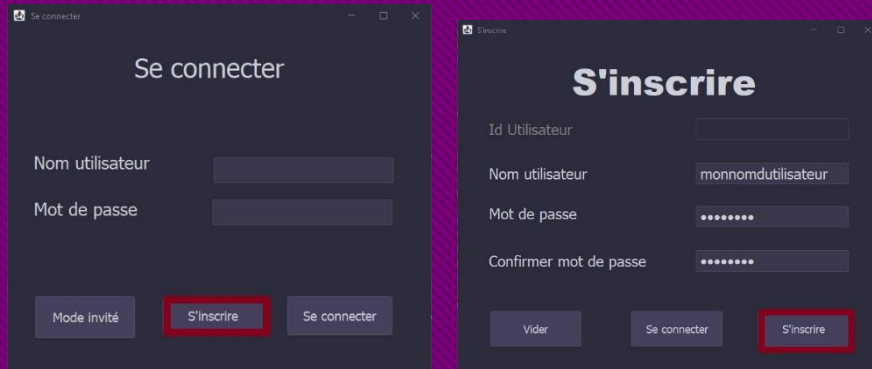 Se connecter
Se connecter
Nom utilisateur
Mot de passe
Mode invité
S'inscrire
Se connecter
S'inscrire
S'inscrire
Id Utilisateur
Nom utilisateur
monnomdutilisateur
Mot de passe
••••••••
Confirmer mot de passe
••••••••
Vider
Se connecter
S'inscrire